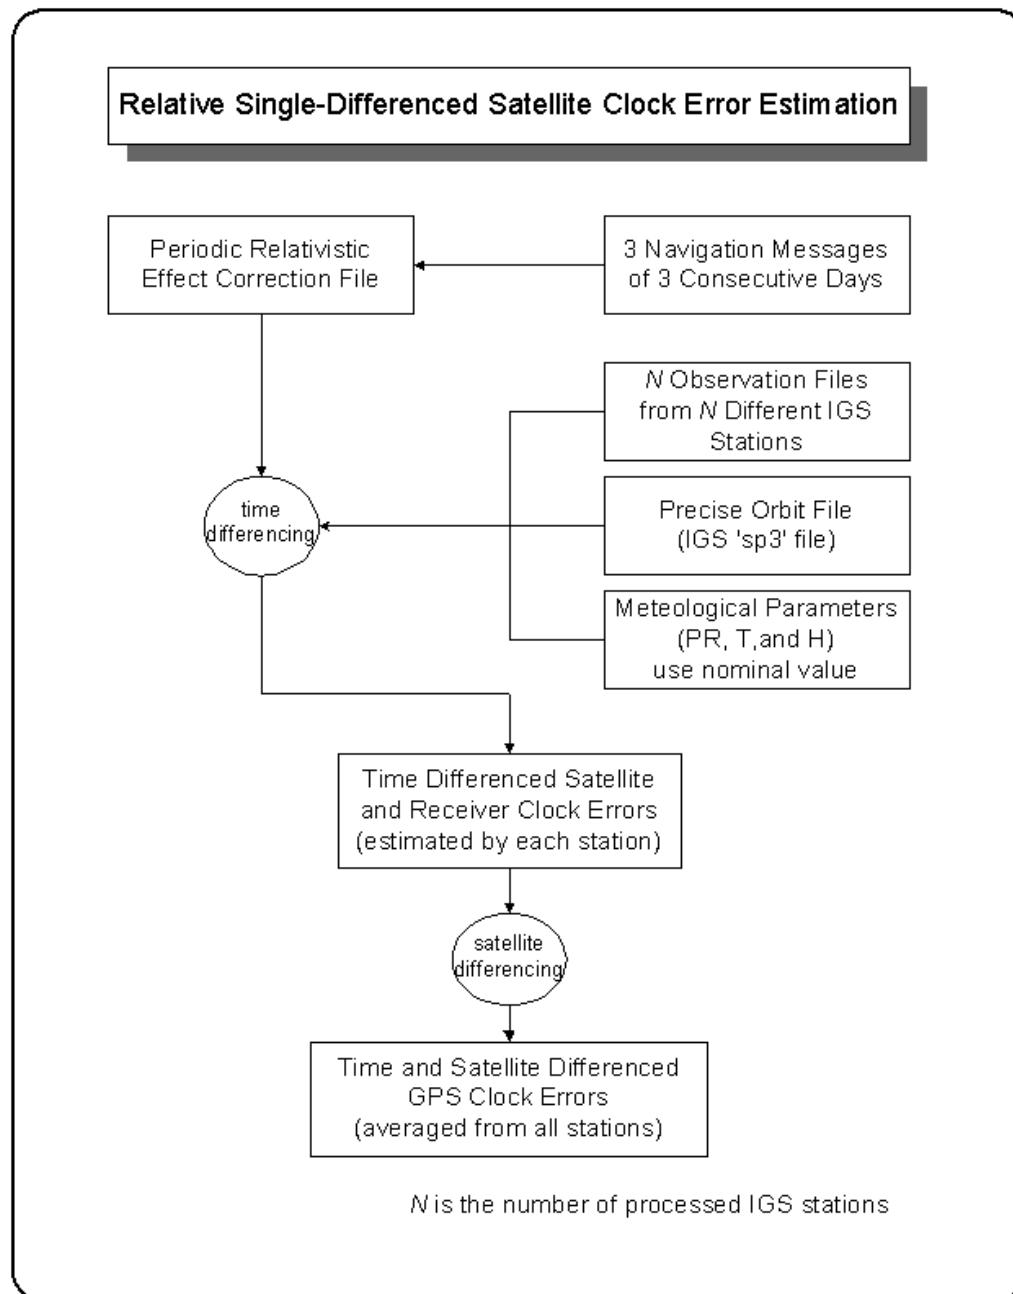 Relative Single-Differenced Satellite Clock Error Estimation
Periodic Relativistic
Effect Correction File
3 Navigation Messages
of 3 Consecutive Days
N Observation Files
from N Different IGS
Stations
time
differencing
Precise Orbit File
(IGS 'sp3' file)
Meteological Parameters
(PR, T,and H)
use nominal value
Time Differenced Satellite
and Receiver Clock Errors
(estimated by each station)
satellite
differencing
Time and Satellite Differenced
GPS Clock Errors
(averaged from all stations)
N is the number of processed IGS stations